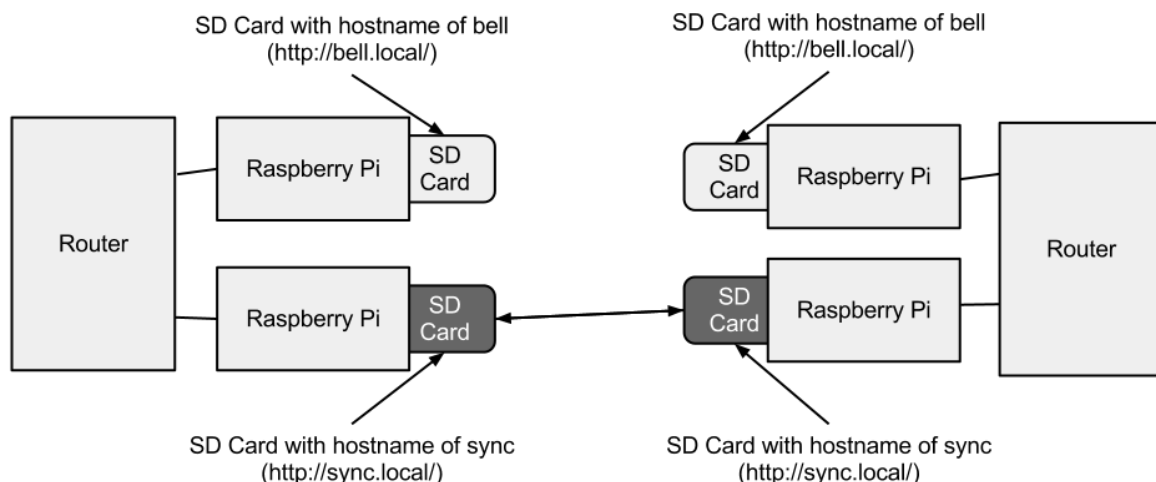 SD Card with hostname of bell
(http://bell.local/)
SD Card with hostname of bell
(http://bell.local/)
Router
Raspberry Pi
SD
Card
SD
Card
Raspberry Pi
Router
Raspberry Pi
SD
Card
SD
Card
Raspberry Pi
SD Card with hostname of sync
(http://sync.local/)
SD Card with hostname of sync
(http://sync.local/)